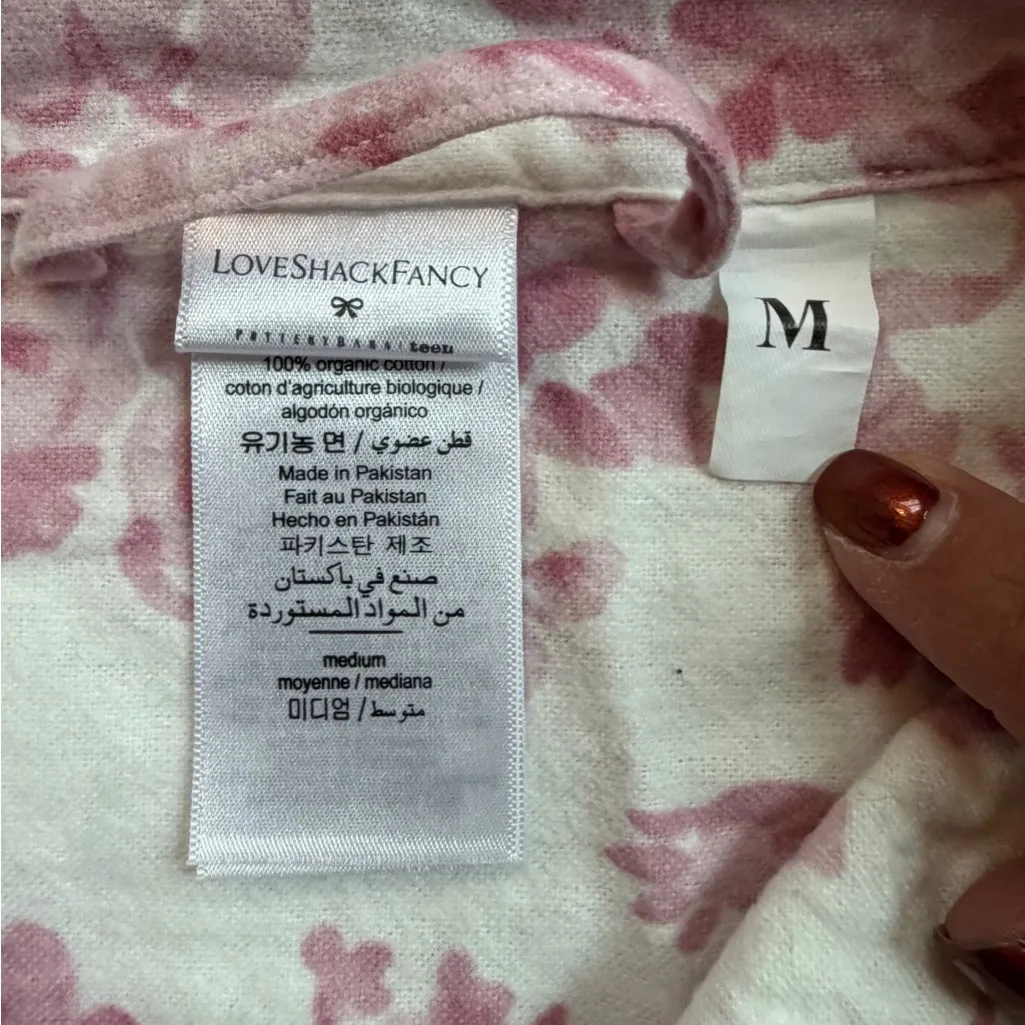 LOVESHACKFANCY
POTTERY BARN teen
100% organic cotton /
coton d'agriculture biologique /
algodón orgánico
유기농 면 / قطن عضوي
Made in Pakistan
Fait au Pakistan
Hecho en Pakistán
파키스탄 제조
صنع في باكستان
من المواد المستوردة
medium
moyenne / mediana
미디엄 / متوسط
M